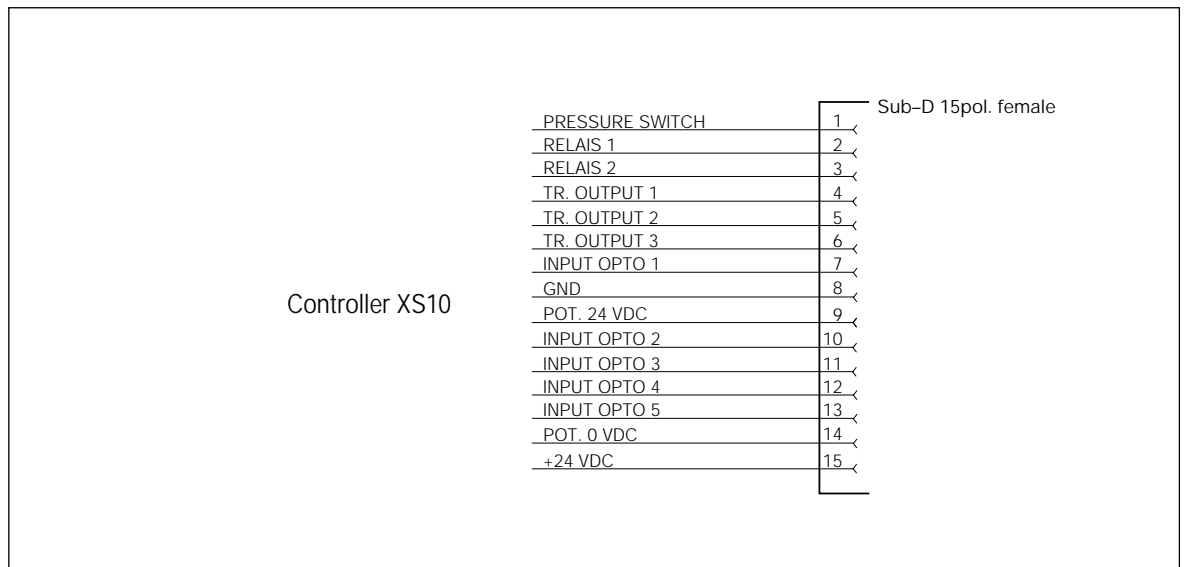 Sub–D 15pol. female
PRESSURE SWITCH 1
RELAIS 1 2
RELAIS 2 3
TR. OUTPUT 1 4
TR. OUTPUT 2 5
TR. OUTPUT 3 6
INPUT OPTO 1 7
GND 8
Controller XS10
POT. 24 VDC 9
INPUT OPTO 2 10
INPUT OPTO 3 11
INPUT OPTO 4 12
INPUT OPTO 5 13
POT. 0 VDC 14
+24 VDC 15